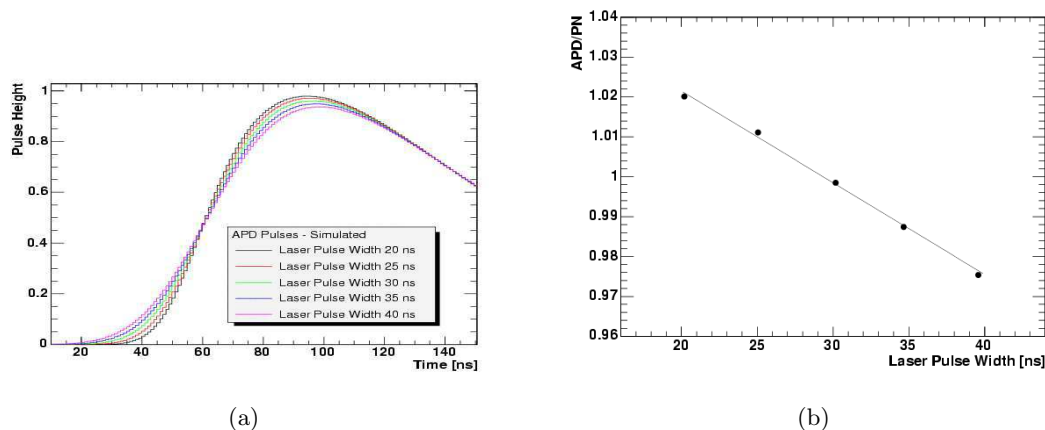 Pulse Height
1
0.8
0.6
0.4
0.2
0
APD Pulses - Simulated
Laser Pulse Width 20 ns
Laser Pulse Width 25 ns
Laser Pulse Width 30 ns
Laser Pulse Width 35 ns
Laser Pulse Width 40 ns
20 40 60 80 100 120 140
Time [ns]
(a)
APD/PN
1.04
1.03
1.02
1.01
1
0.99
0.98
0.97
0.96
20 25 30 35 40
Laser Pulse Width [ns]
(b)